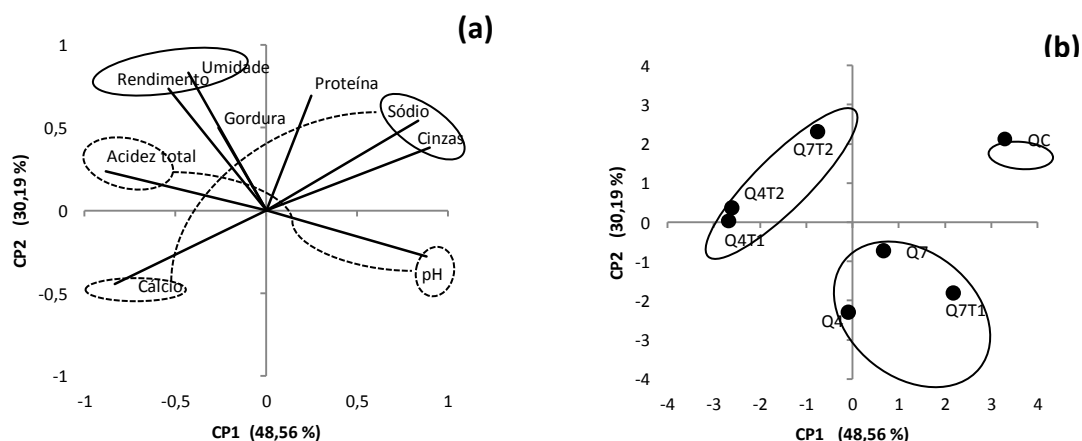 (a)
1
0,5
0
-0,5
-1
-1
-0,5
0
0,5
1
CP2 (30,19 %)
CP1 (48,56 %)
Umidade
Rendimento
Proteína
Gordura
Sódio
Cinzas
Acidez total
Cálcio
pH
(b)
4
3
2
1
0
-1
-2
-3
-4
-4
-3
-2
-1
0
1
2
3
4
CP2 (30,19 %)
CP1 (48,56 %)
Q7T2
QC
Q4T2
Q4T1
Q7
Q7T1
Q4